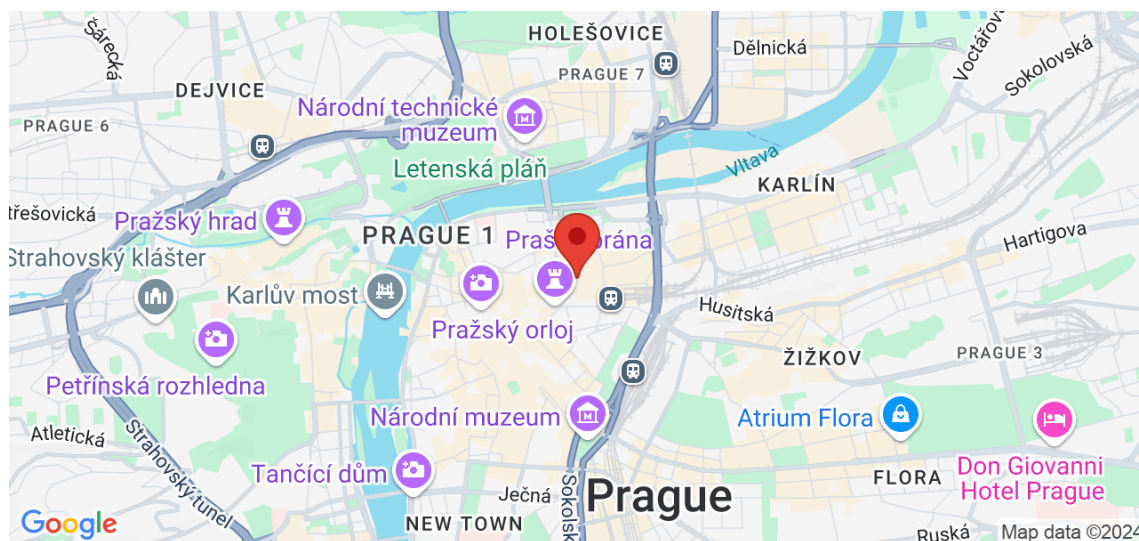 HOLEŠOVICE
Dělnická
Voctářova
Šárecká
Sokolovská
PRAGUE 7
DEJVICE
Národní technické
muzeum
PRAGUE 6
Vltava
Letenská pláň
KARLÍN
Pražský hrad
PRAGUE 1
Hartigova
Strahovský klášter
Karlův most
Husitská
Pražský orloj
ŽIŽKOV
PRAGUE 3
Petřínská rozhledna
Národní muzeum
Atrium Flora
Atletická
Strahovský tunel
Tančící dům
Don Giovanni
Hotel Prague
FLORA
Ječná
Prague
NEW TOWN
Google
Ruská
Map data ©2024